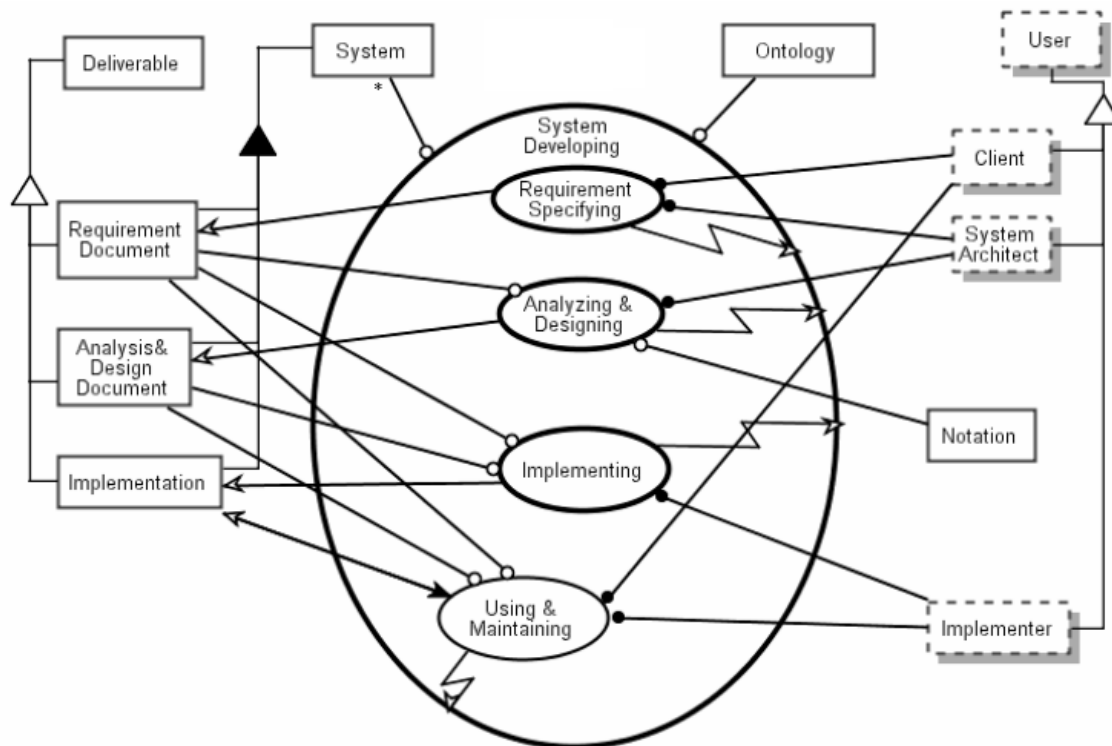 System
Ontology
User
Deliverable
*
System
Developing
Client
Requirement
Specifying
Requirement
Document
System
Architect
Analyzing &
Designing
Analysis&
Design
Document
Notation
Implementing
Implementation
Using &
Maintaining
Implementer